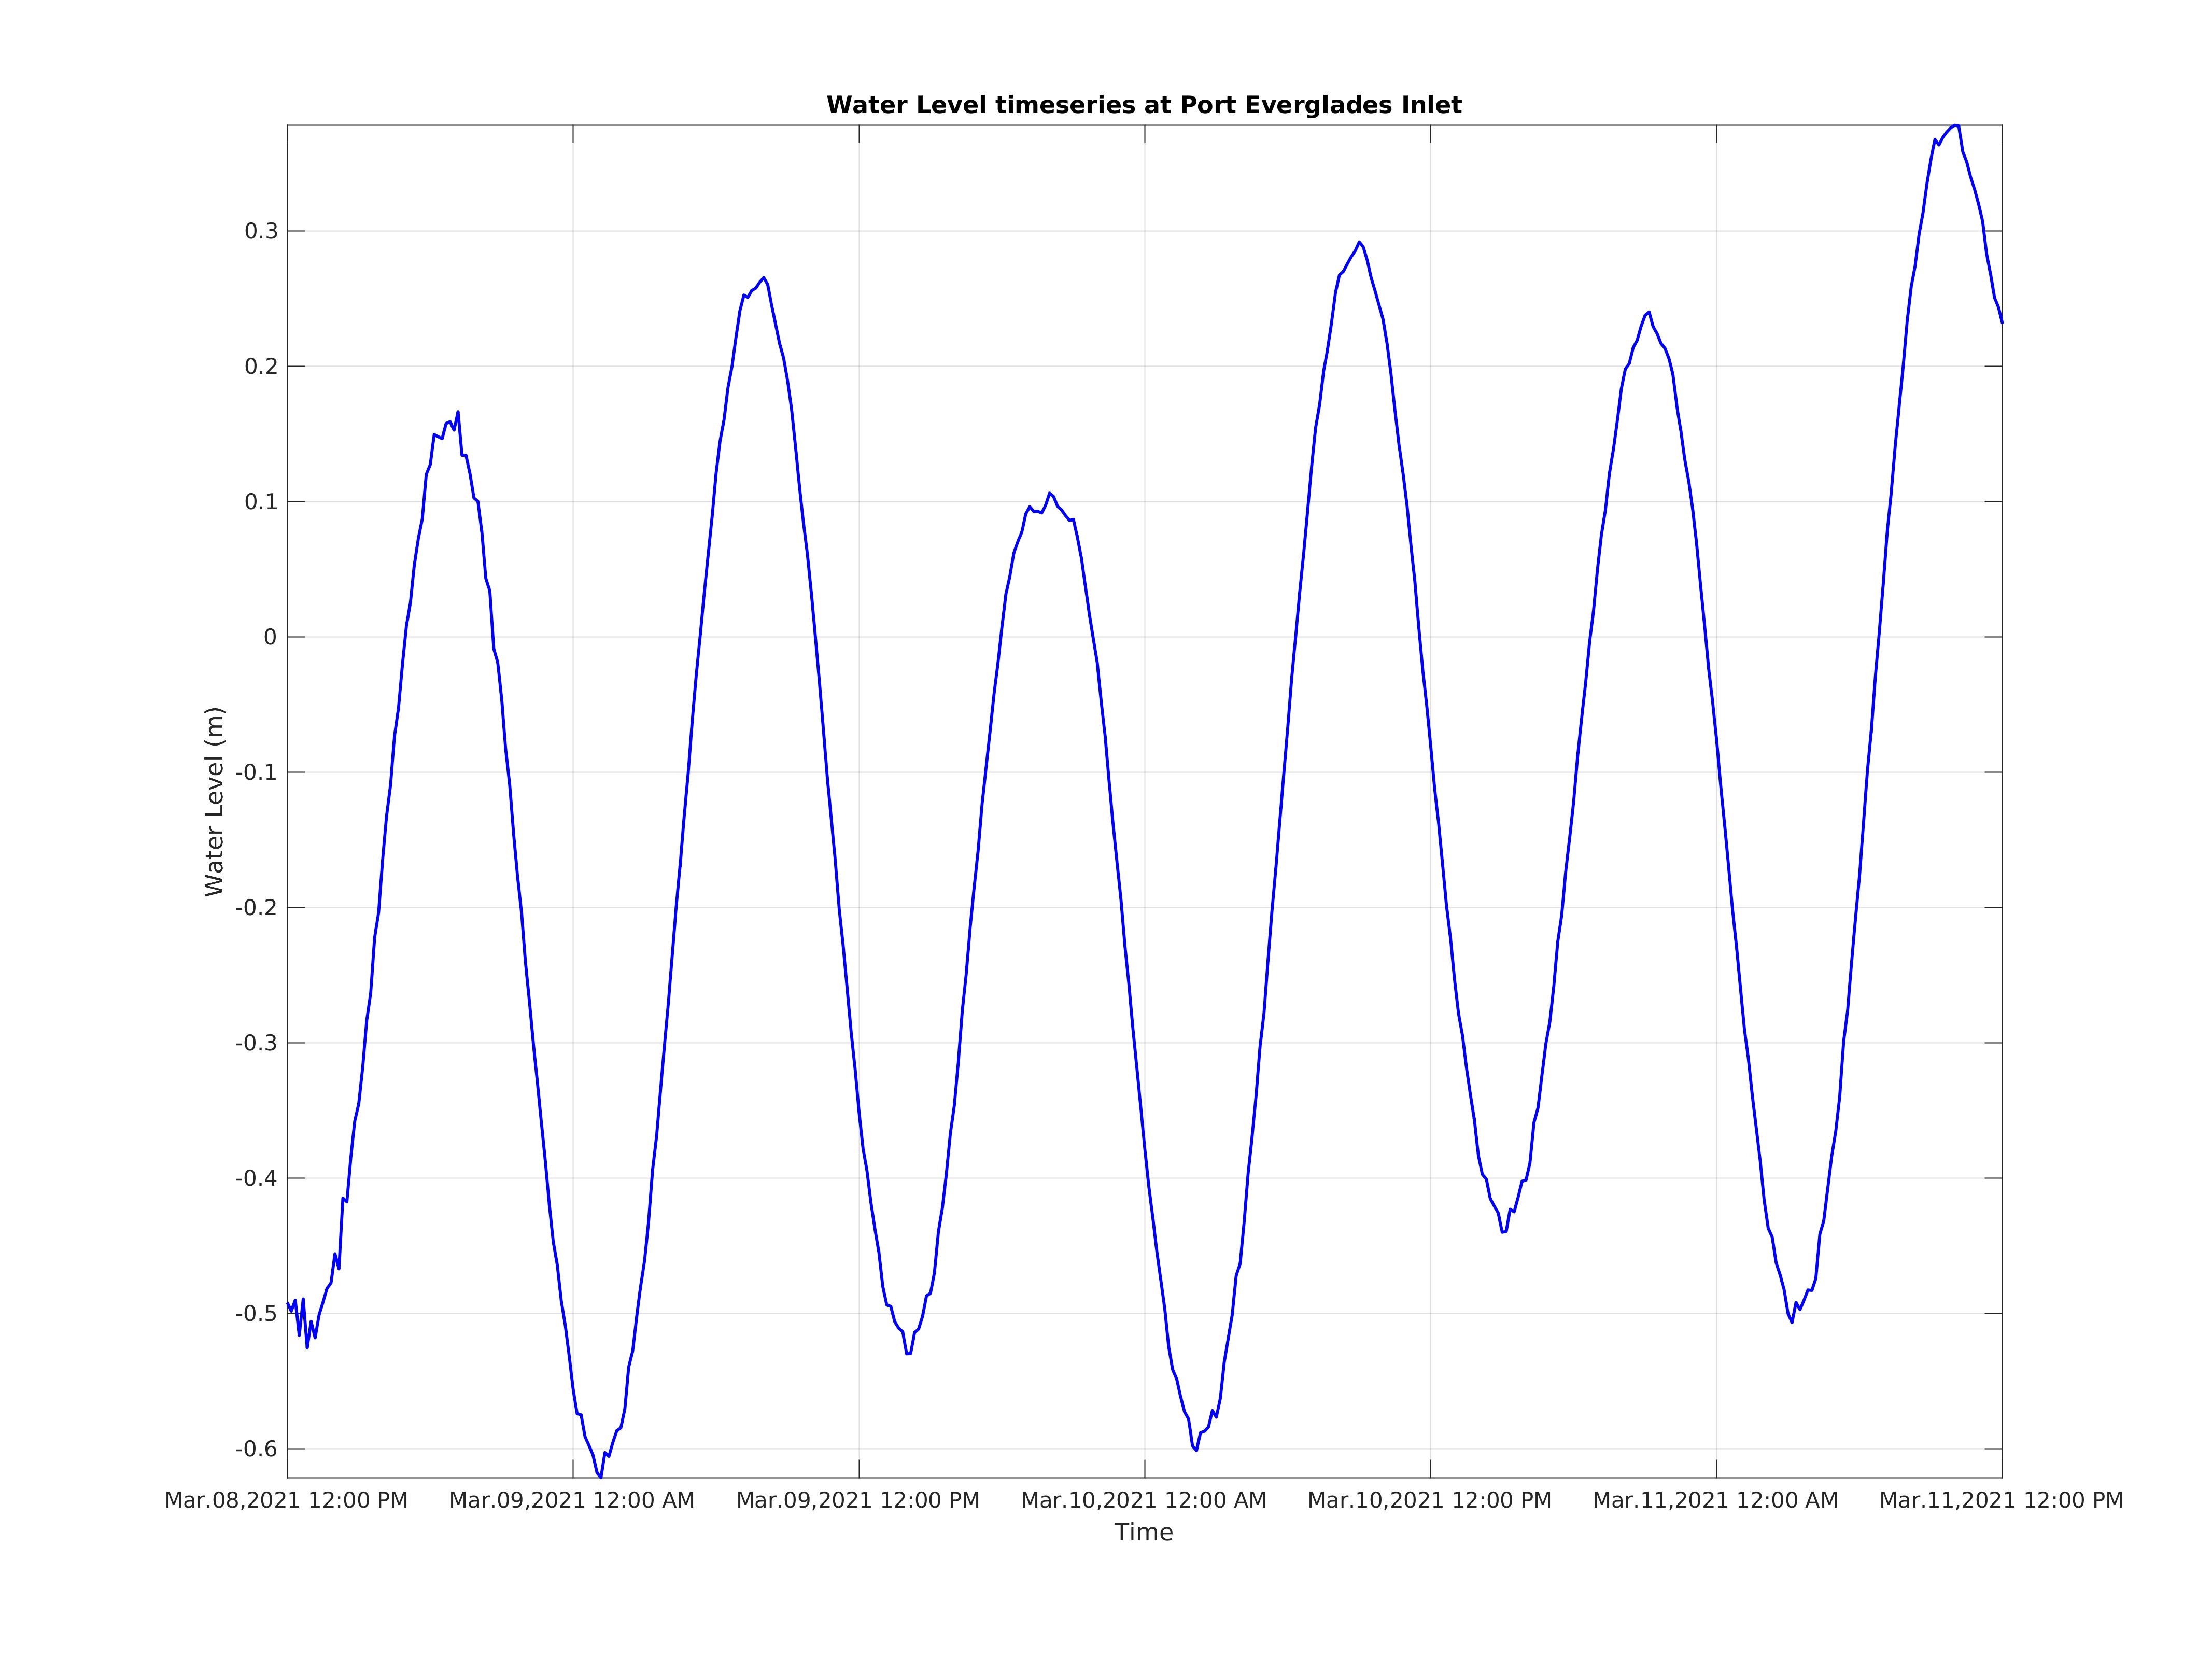 Water Level timeseries at Port Everglades Inlet
0.3
0.2
0.1
0
-0.1
-0.2
-0.3
-0.4
-0.5
-0.6
Water Level (m)
Mar.08,2021 12:00 PM Mar.09,2021 12:00 AM Mar.09,2021 12:00 PM Mar.10,2021 12:00 AM Mar.10,2021 12:00 PM Mar.11,2021 12:00 AM Mar.11,2021 12:00 PM
Time